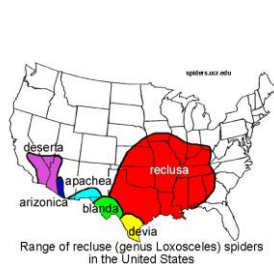 spiders.ucr.edu
deserta
apachea
reclusa
arizonica
blanda
devia
Range of recluse (genus Loxosceles) spiders
in the United States